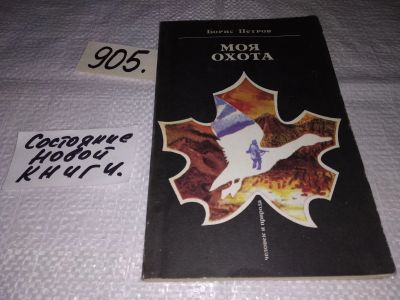 905.
Состояние
новой
книги.
Борис Петров
МОЯ
ОХОТА
человек и природа